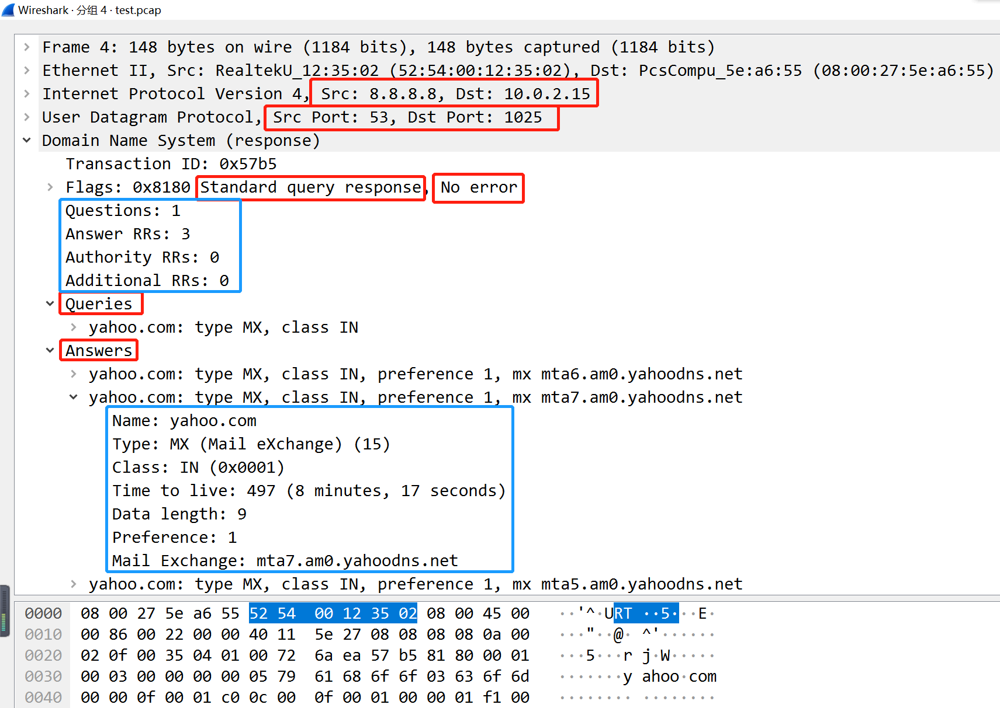 Wireshark · 分组 4 · test.pcap
Frame 4: 148 bytes on wire (1184 bits), 148 bytes captured (1184 bits)
Ethernet II, Src: RealtekU_12:35:02 (52:54:00:12:35:02), Dst: PcsCompu_5e:a6:55 (08:00:27:5e:a6:55)
Internet Protocol Version 4, Src: 8.8.8.8, Dst: 10.0.2.15
User Datagram Protocol, Src Port: 53, Dst Port: 1025
Domain Name System (response)
Transaction ID: 0x57b5
Flags: 0x8180 Standard query response, No error
Questions: 1
Answer RRs: 3
Authority RRs: 0
Additional RRs: 0
Queries
yahoo.com: type MX, class IN
Answers
yahoo.com: type MX, class IN, preference 1, mx mta6.am0.yahoodns.net
yahoo.com: type MX, class IN, preference 1, mx mta7.am0.yahoodns.net
Name: yahoo.com
Type: MX (Mail eXchange) (15)
Class: IN (0x0001)
Time to live: 497 (8 minutes, 17 seconds)
Data length: 9
Preference: 1
Mail Exchange: mta7.am0.yahoodns.net
yahoo.com: type MX, class IN, preference 1, mx mta5.am0.yahoodns.net
0000 08 00 27 5e a6 55 52 54 00 12 35 02 08 00 45 00 ··'^·URT ··5···E·
0010 00 86 00 22 00 00 40 11 5e 27 08 08 08 08 0a 00 ···"··@· ^'······
0020 02 0f 00 35 04 01 00 72 6a ea 57 b5 81 80 00 01 ···5···r j·W·····
0030 00 03 00 00 00 00 05 79 61 68 6f 6f 03 63 6f 6d ·······y ahoo·com
0040 00 00 0f 00 01 c0 0c 00 0f 00 01 00 00 01 f1 00 ········ ········